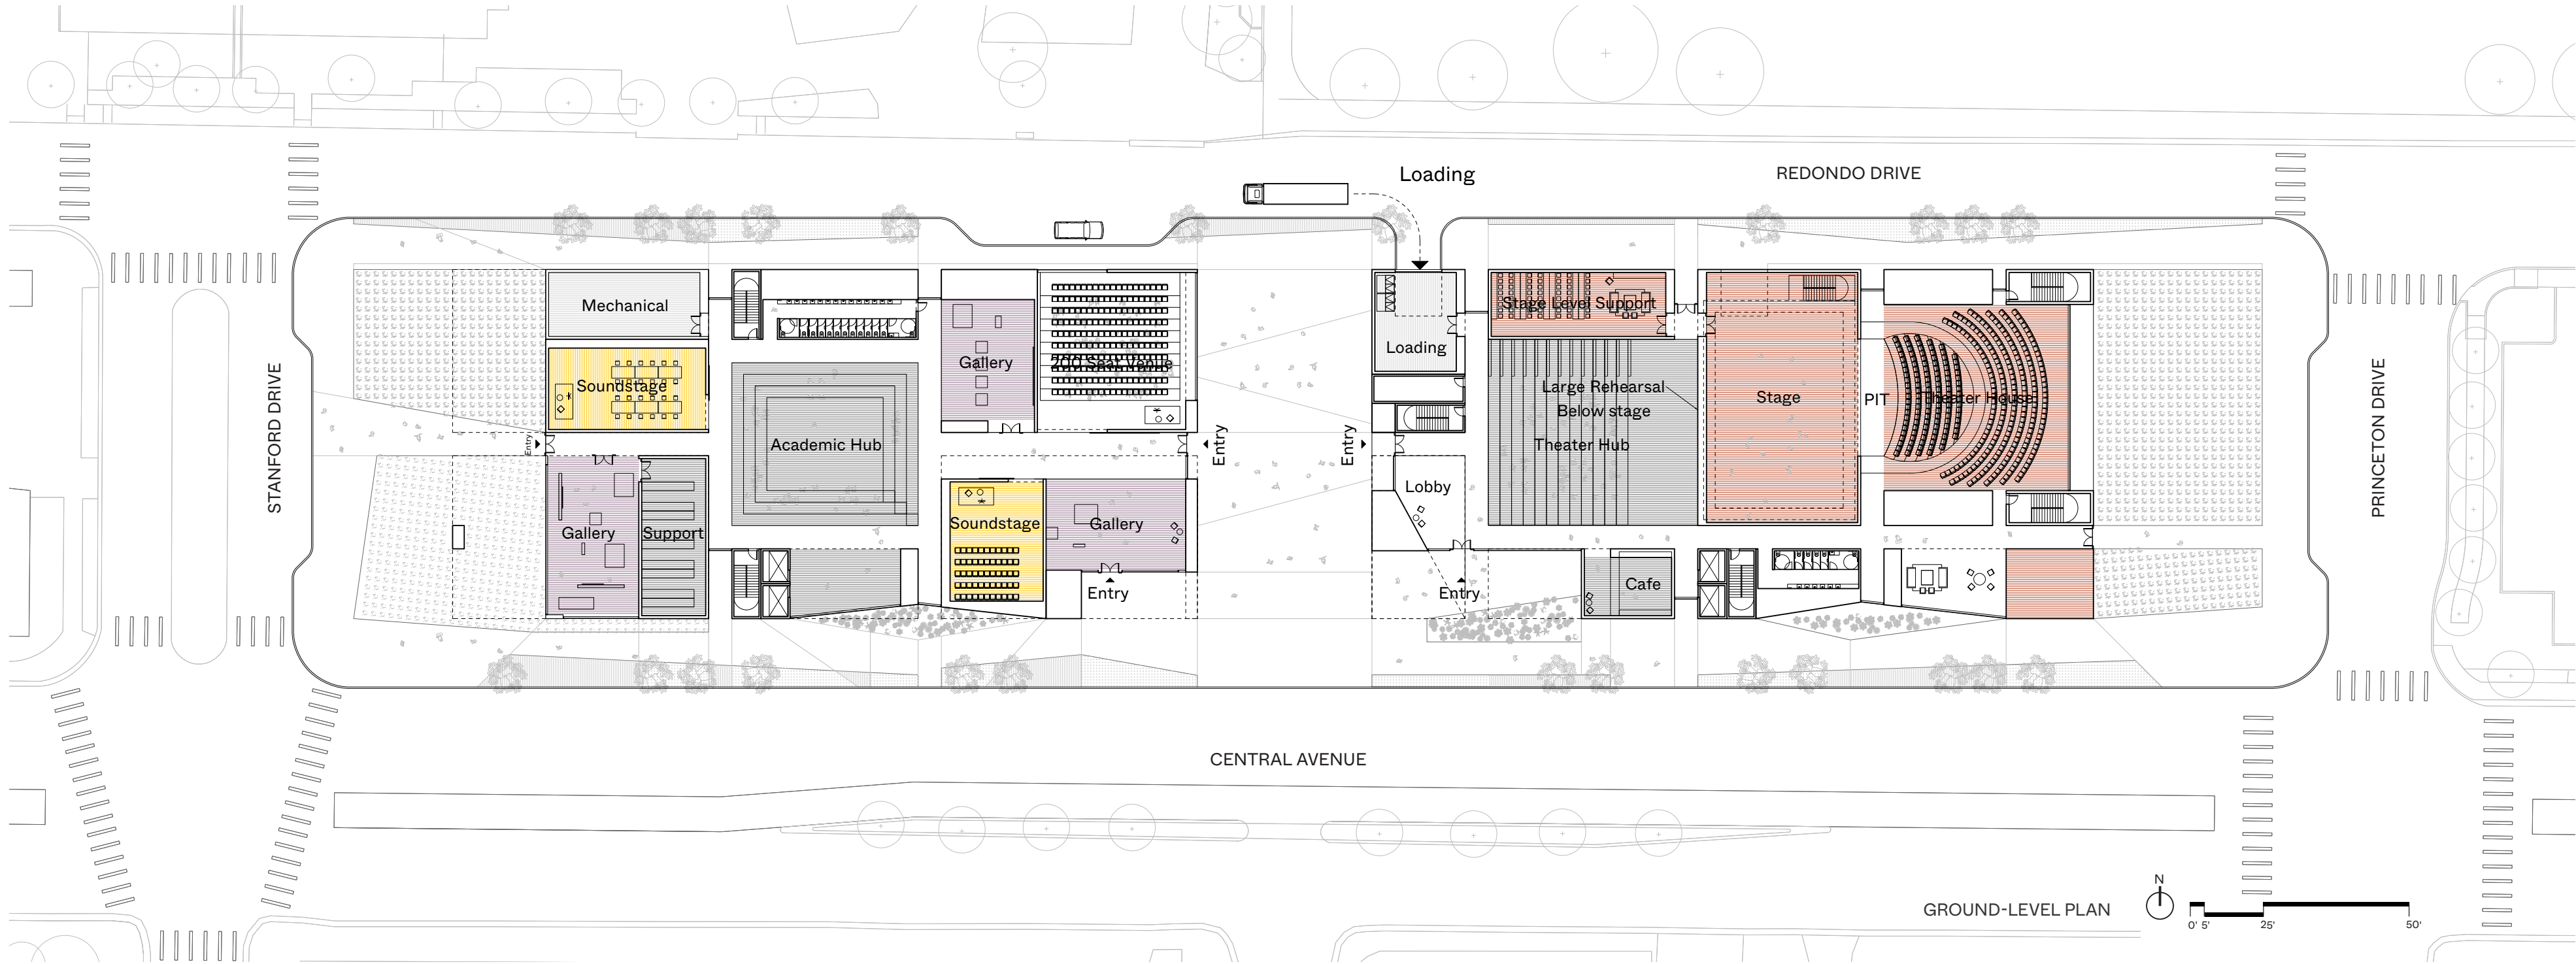 Loading
REDONDO DRIVE
Mechanical
Stage Level Support
Loading
Gallery
200 Seat Venue
Soundstage
Large Rehearsal
Below stage
Stage
PIT
Theater House
STANFORD DRIVE
PRINCETON DRIVE
Entry
Academic Hub
Entry
Entry
Theater Hub
Lobby
Gallery
Support
Soundstage
Gallery
Entry
Entry
Cafe
CENTRAL AVENUE
GROUND-LEVEL PLAN
N
0' 5' 25' 50'